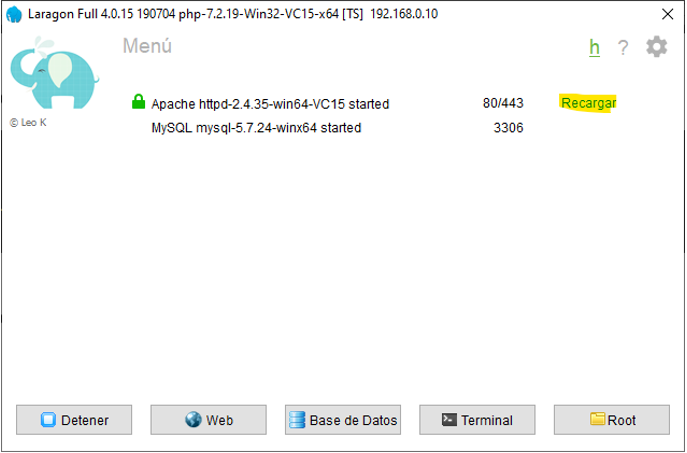 Laragon Full 4.0.15 190704 php-7.2.19-Win32-VC15-x64 [TS] 192.168.0.10
Menú
h ?
© Leo K
Apache httpd-2.4.35-win64-VC15 started 80/443 Recargar
MySQL mysql-5.7.24-winx64 started 3306
Detener Web Base de Datos Terminal Root